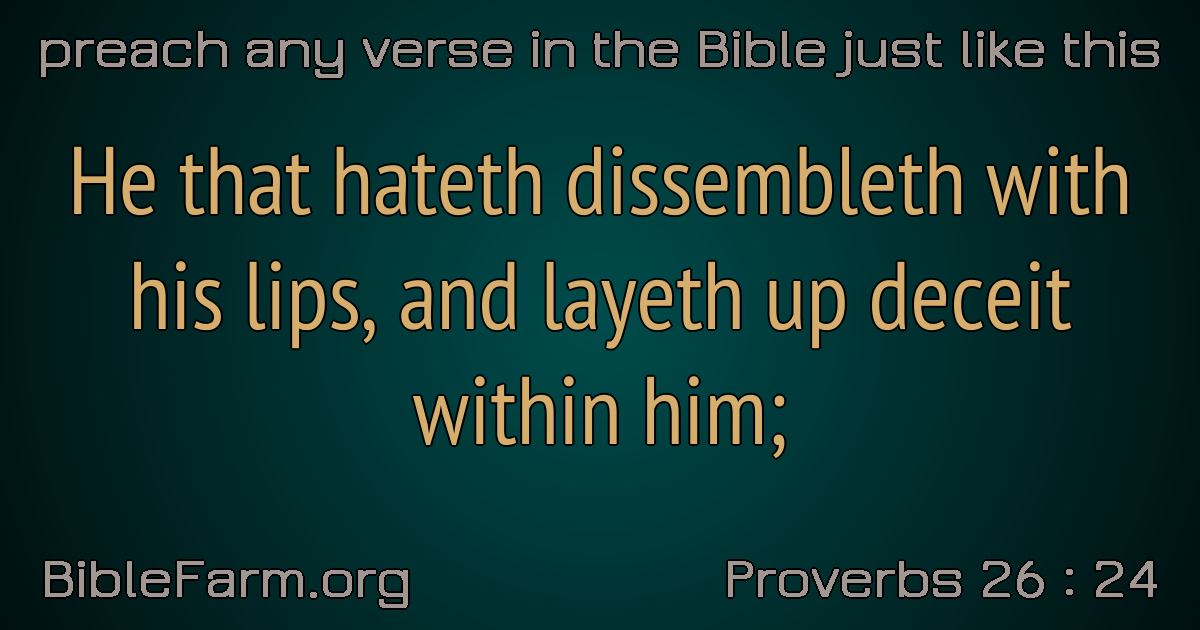 preach any verse in the Bible just like this
He that hateth dissembleth with
his lips, and layeth up deceit
within him;
BibleFarm.org
Proverbs 26 : 24